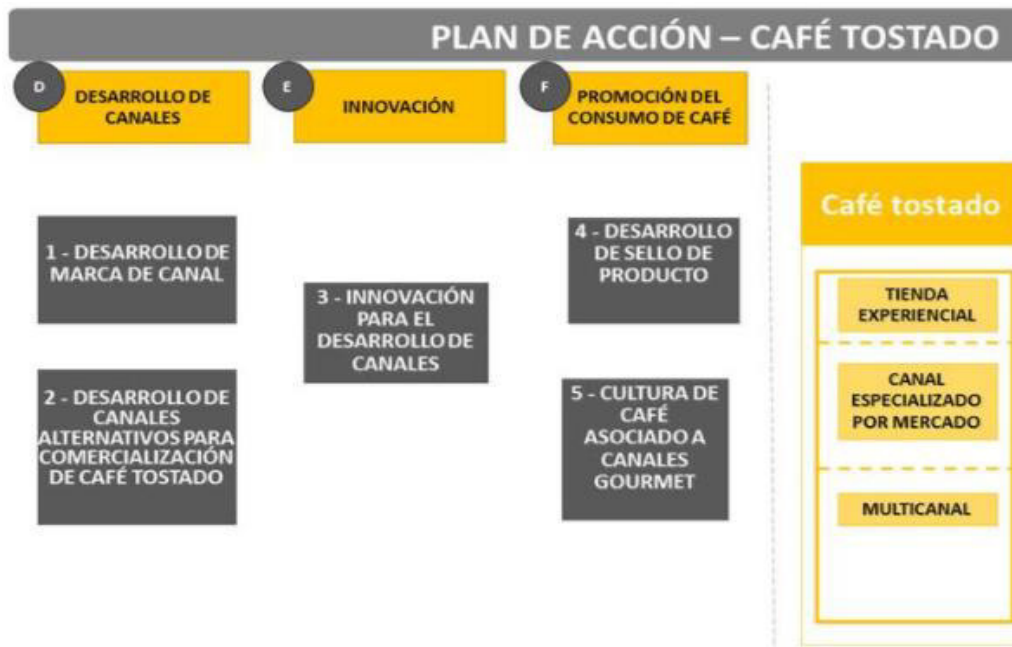 PLAN DE ACCIÓN – CAFÉ TOSTADO
D
DESARROLLO DE
CANALES
E
INNOVACIÓN
F
PROMOCIÓN DEL
CONSUMO DE CAFÉ
1 - DESARROLLO DE
MARCA DE CANAL
2 - DESARROLLO DE
CANALES
ALTERNATIVOS PARA
COMERCIALIZACIÓN
DE CAFÉ TOSTADO
3 - INNOVACIÓN
PARA EL
DESARROLLO DE
CANALES
4 - DESARROLLO
DE SELLO DE
PRODUCTO
5 - CULTURA DE
CAFÉ
ASOCIADO A
CANALES
GOURMET
Café tostado
TIENDA
EXPERIENCIAL
CANAL
ESPECIALIZADO
POR MERCADO
MULTICANAL